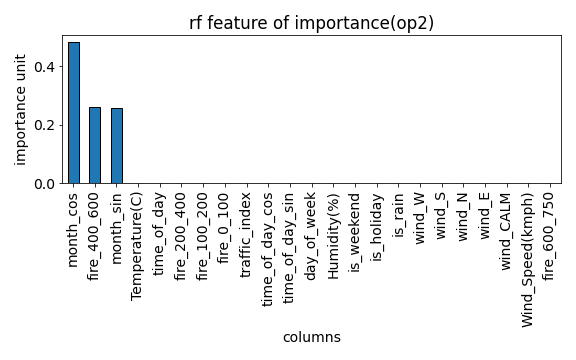 rf feature of importance(op2)
importance unit
0.4
0.2
0.0
month_cos
fire_400_600
month_sin
Temperature(C)
time_of_day
fire_200_400
fire_100_200
fire_0_100
traffic_index
time_of_day_cos
time_of_day_sin
day_of_week
Humidity(%)
is_weekend
is_holiday
is_rain
wind_W
wind_S
wind_N
wind_E
wind_CALM
Wind_Speed(kmph)
fire_600_750
columns